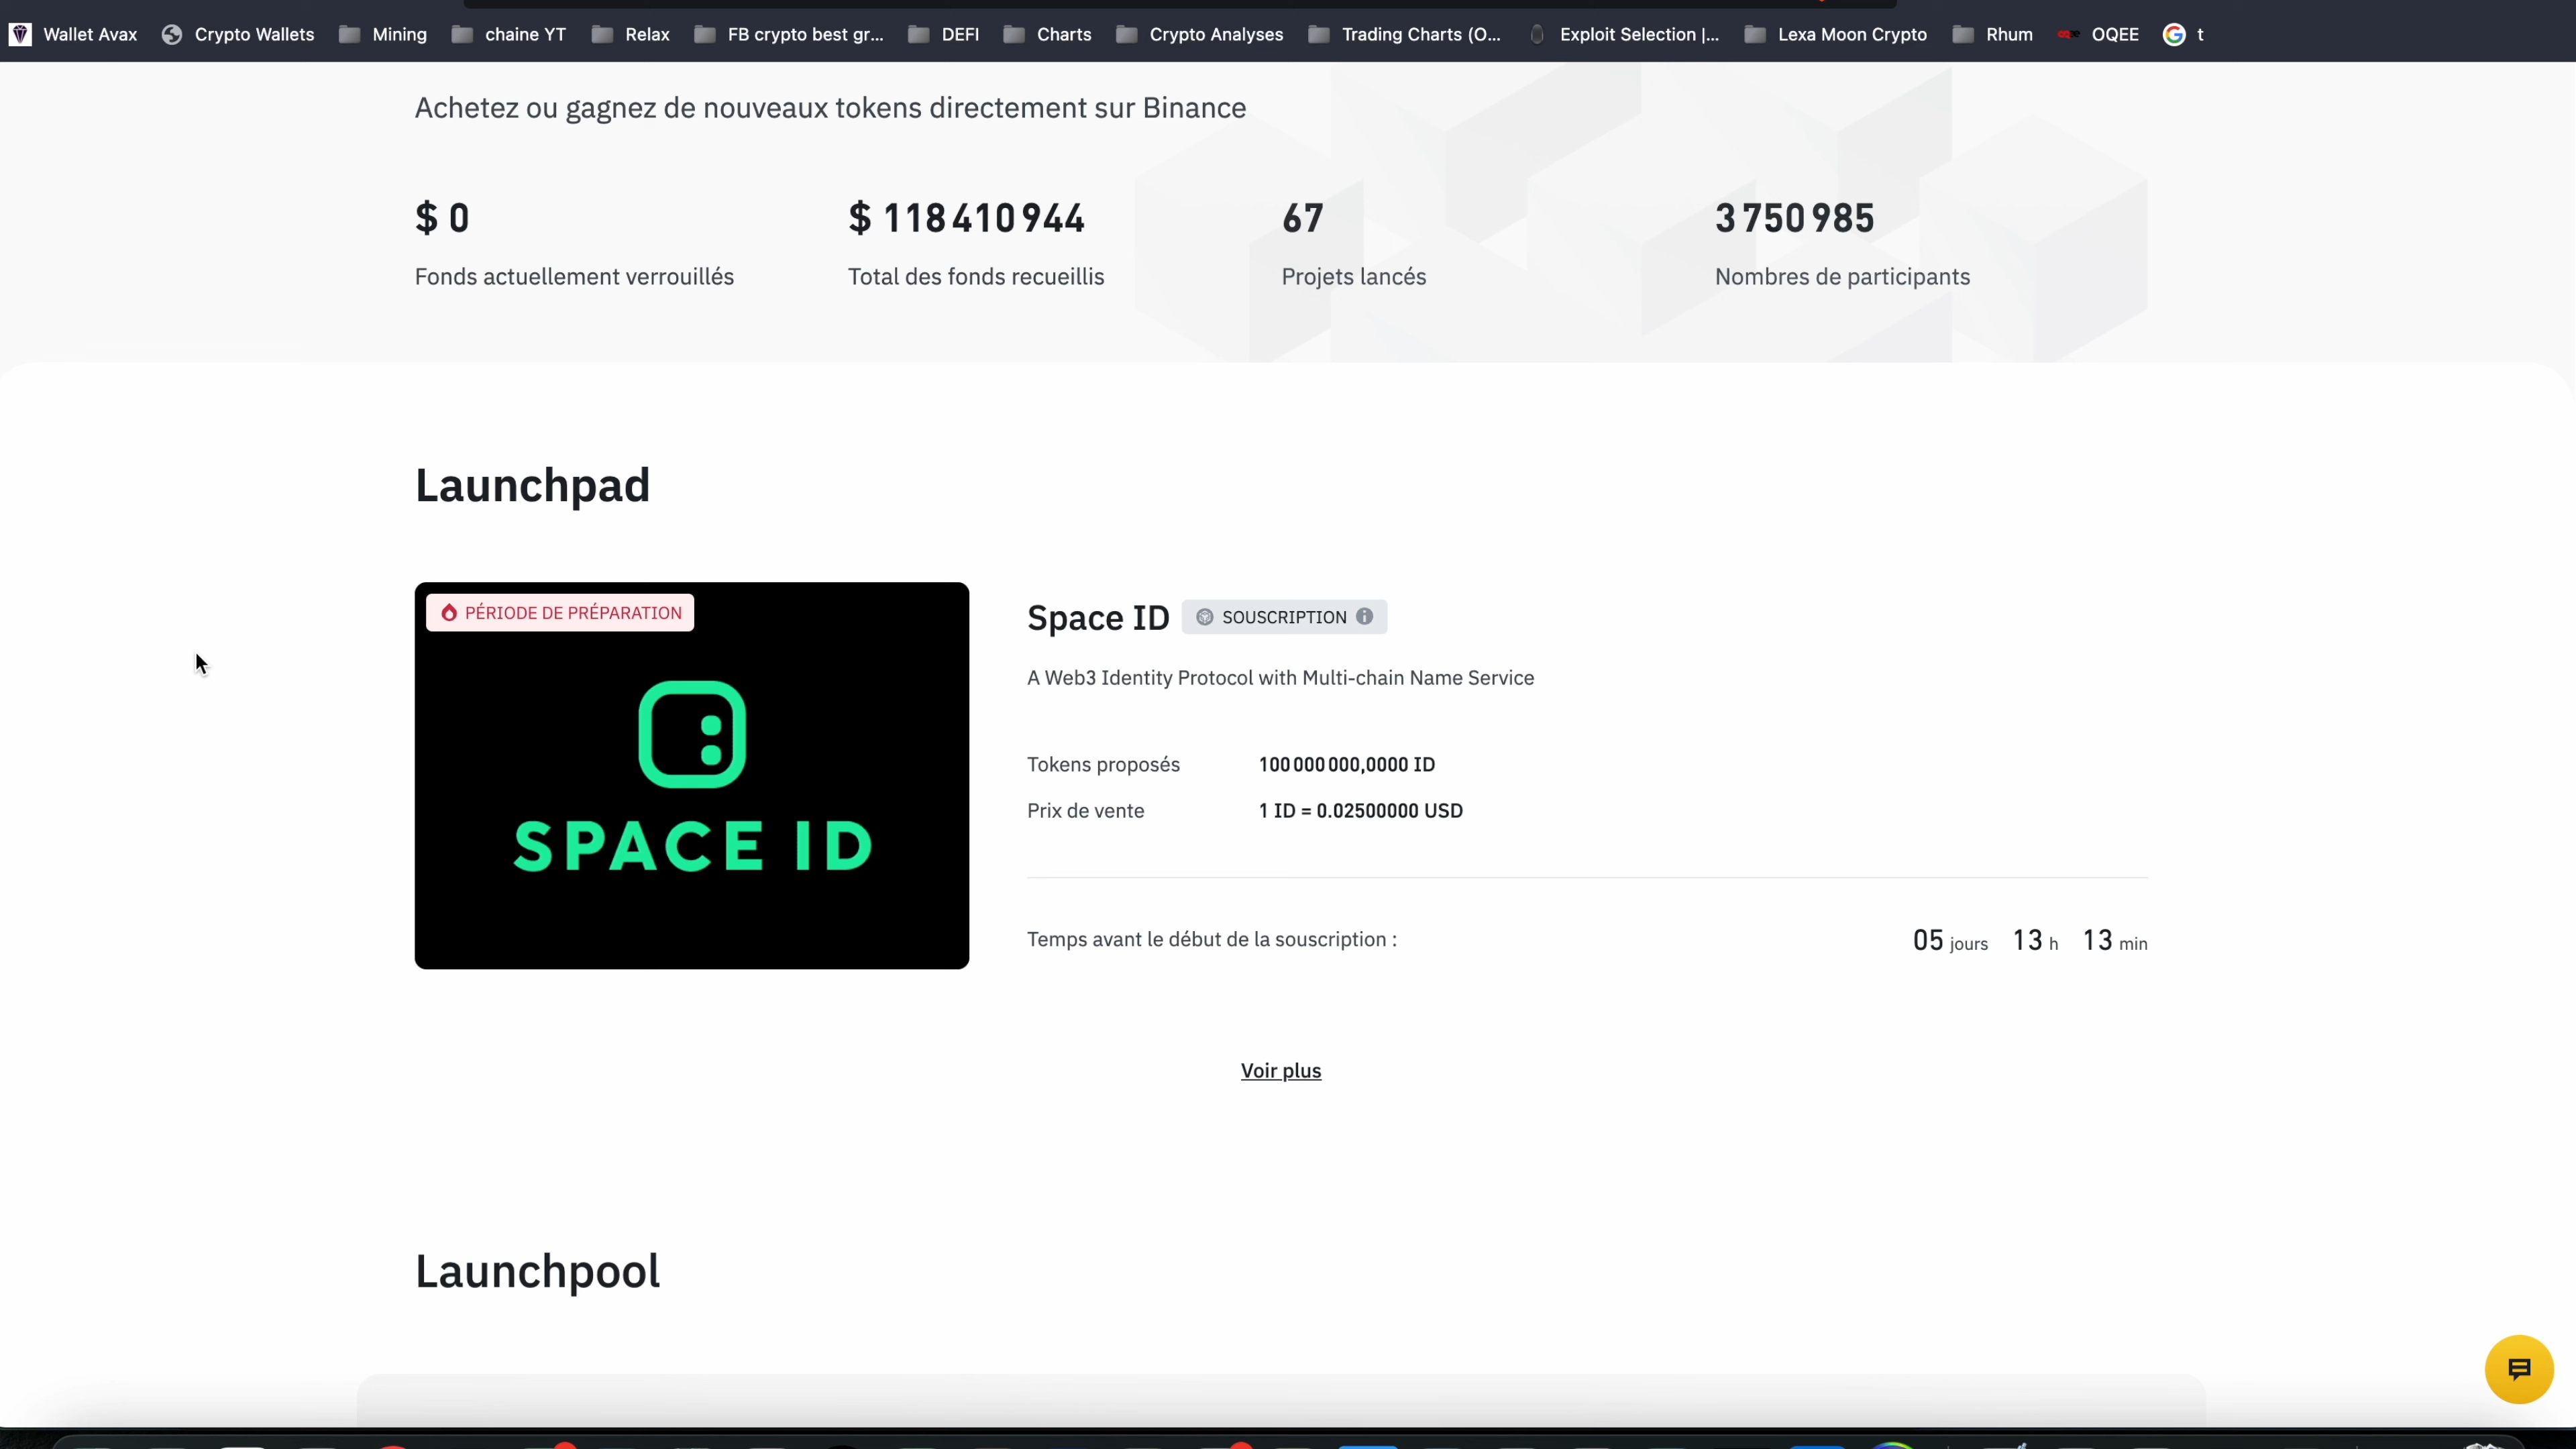 Wallet Avax Crypto Wallets Mining chaine YT Relax FB crypto best gr... DEFI Charts Crypto Analyses Trading Charts (O... Exploit Selection |... Lexa Moon Crypto Rhum OQEE t
Achetez ou gagnez de nouveaux tokens directement sur Binance
$ 0 $ 118 410 944 67 3 750 985
Fonds actuellement verrouillés Total des fonds recueillis Projets lancés Nombres de participants
Launchpad
PÉRIODE DE PRÉPARATION
SPACE ID
Space ID SOUSCRIPTION
A Web3 Identity Protocol with Multi-chain Name Service
Tokens proposés 100 000 000,0000 ID
Prix de vente 1 ID = 0.02500000 USD
Temps avant le début de la souscription : 05 jours 13 h 13 min
Voir plus
Launchpool